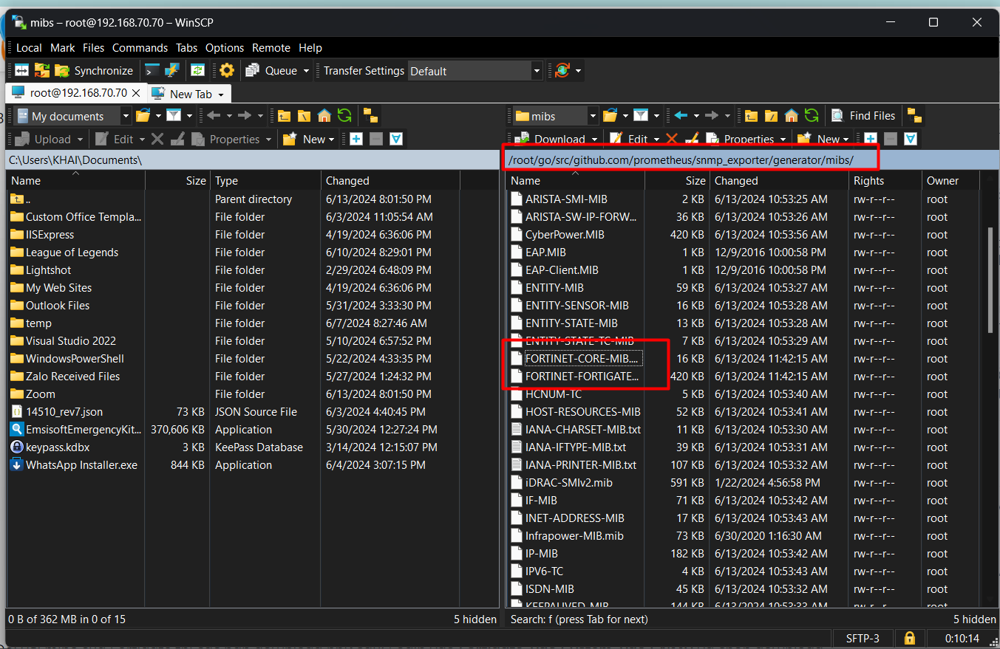 mibs – root@192.168.70.70 – WinSCP
Local Mark Files Commands Tabs Options Remote Help
Synchronize Queue Transfer Settings Default
root@192.168.70.70 New Tab
My documents
Upload Edit Properties New
C:\Users\KHAI\Documents\
Name Size Type Changed
.. Parent directory 6/13/2024 8:01:50 PM
Custom Office Templa... File folder 6/3/2024 11:05:54 AM
IISExpress File folder 4/19/2024 6:36:06 PM
League of Legends File folder 6/10/2024 8:29:01 PM
Lightshot File folder 2/29/2024 6:48:09 PM
My Web Sites File folder 4/19/2024 6:36:06 PM
Outlook Files File folder 5/31/2024 3:33:30 PM
temp File folder 6/7/2024 8:27:46 AM
Visual Studio 2022 File folder 5/10/2024 6:57:52 PM
WindowsPowerShell File folder 5/22/2024 4:33:35 PM
Zalo Received Files File folder 5/27/2024 1:24:32 PM
Zoom File folder 6/13/2024 8:01:50 PM
14510_rev7.json 73 KB JSON Source File 6/3/2024 4:40:45 PM
EmsisoftEmergencyKit... 370,606 KB Application 5/30/2024 12:27:24 PM
keypass.kdbx 3 KB KeePass Database 3/14/2024 12:15:07 PM
WhatsApp Installer.exe 844 KB Application 6/4/2024 3:07:15 PM
0 B of 362 MB in 0 of 15 5 hidden
mibs Find Files
Download Edit Properties New
/root/go/src/github.com/prometheus/snmp_exporter/generator/mibs/
Name Size Changed Rights Owner
ARISTA-SMI-MIB 2 KB 6/13/2024 10:53:25 AM rw-r--r-- root
ARISTA-SW-IP-FORW... 36 KB 6/13/2024 10:53:26 AM rw-r--r-- root
CyberPower.MIB 420 KB 6/13/2024 10:53:56 AM rw-r--r-- root
EAP.MIB 1 KB 12/9/2016 10:00:58 PM rw-r--r-- root
EAP-Client.MIB 1 KB 12/9/2016 10:00:58 PM rw-r--r-- root
ENTITY-MIB 59 KB 6/13/2024 10:53:27 AM rw-r--r-- root
ENTITY-SENSOR-MIB 16 KB 6/13/2024 10:53:28 AM rw-r--r-- root
ENTITY-STATE-MIB 13 KB 6/13/2024 10:53:28 AM rw-r--r-- root
ENTITY-STATE-TC-MIB 7 KB 6/13/2024 10:53:29 AM rw-r--r-- root
FORTINET-CORE-MIB.... 16 KB 6/13/2024 11:42:15 AM rw-r--r-- root
FORTINET-FORTIGATE... 420 KB 6/13/2024 11:42:15 AM rw-r--r-- root
HCNUM-TC 5 KB 6/13/2024 10:53:40 AM rw-r--r-- root
HOST-RESOURCES-MIB 52 KB 6/13/2024 10:53:41 AM rw-r--r-- root
IANA-CHARSET-MIB.txt 11 KB 6/13/2024 10:53:30 AM rw-r--r-- root
IANA-IFTYPE-MIB.txt 39 KB 6/13/2024 10:53:31 AM rw-r--r-- root
IANA-PRINTER-MIB.txt 107 KB 6/13/2024 10:53:32 AM rw-r--r-- root
iDRAC-SMIv2.mib 591 KB 1/22/2024 4:56:58 PM rw-r--r-- root
IF-MIB 71 KB 6/13/2024 10:53:42 AM rw-r--r-- root
INET-ADDRESS-MIB 17 KB 6/13/2024 10:53:43 AM rw-r--r-- root
Infrapower-MIB.mib 73 KB 6/30/2020 1:16:30 AM rw-r--r-- root
IP-MIB 182 KB 6/13/2024 10:53:42 AM rw-r--r-- root
IPV6-TC 4 KB 6/13/2024 10:53:43 AM rw-r--r-- root
ISDN-MIB 45 KB 6/13/2024 10:53:32 AM rw-r--r-- root
KEEPALIVED-MIB 144 KB 6/13/2024 10:53:33 AM rw-r--r-- root
Search: f (press Tab for next) 5 hidden
SFTP-3 0:10:14